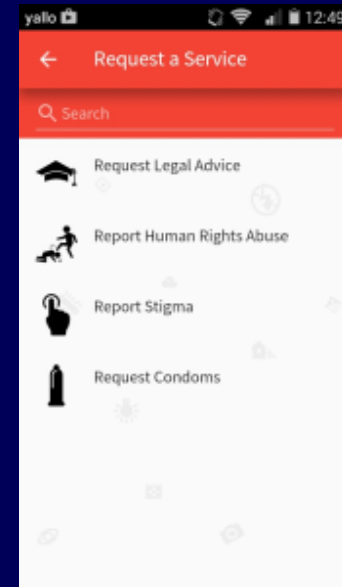 yallo 12:49
Request a Service
Search
Request Legal Advice
Report Human Rights Abuse
Report Stigma
Request Condoms